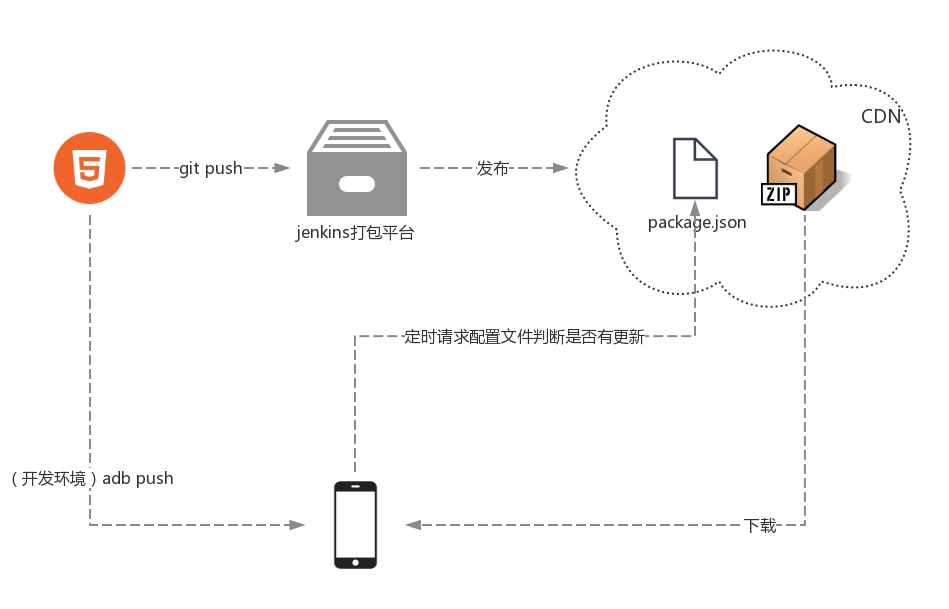 CDN
5
git push
发布
ZIP
jenkins打包平台
package.json
定时请求配置文件判断是否有更新
（开发环境）adb push
下载